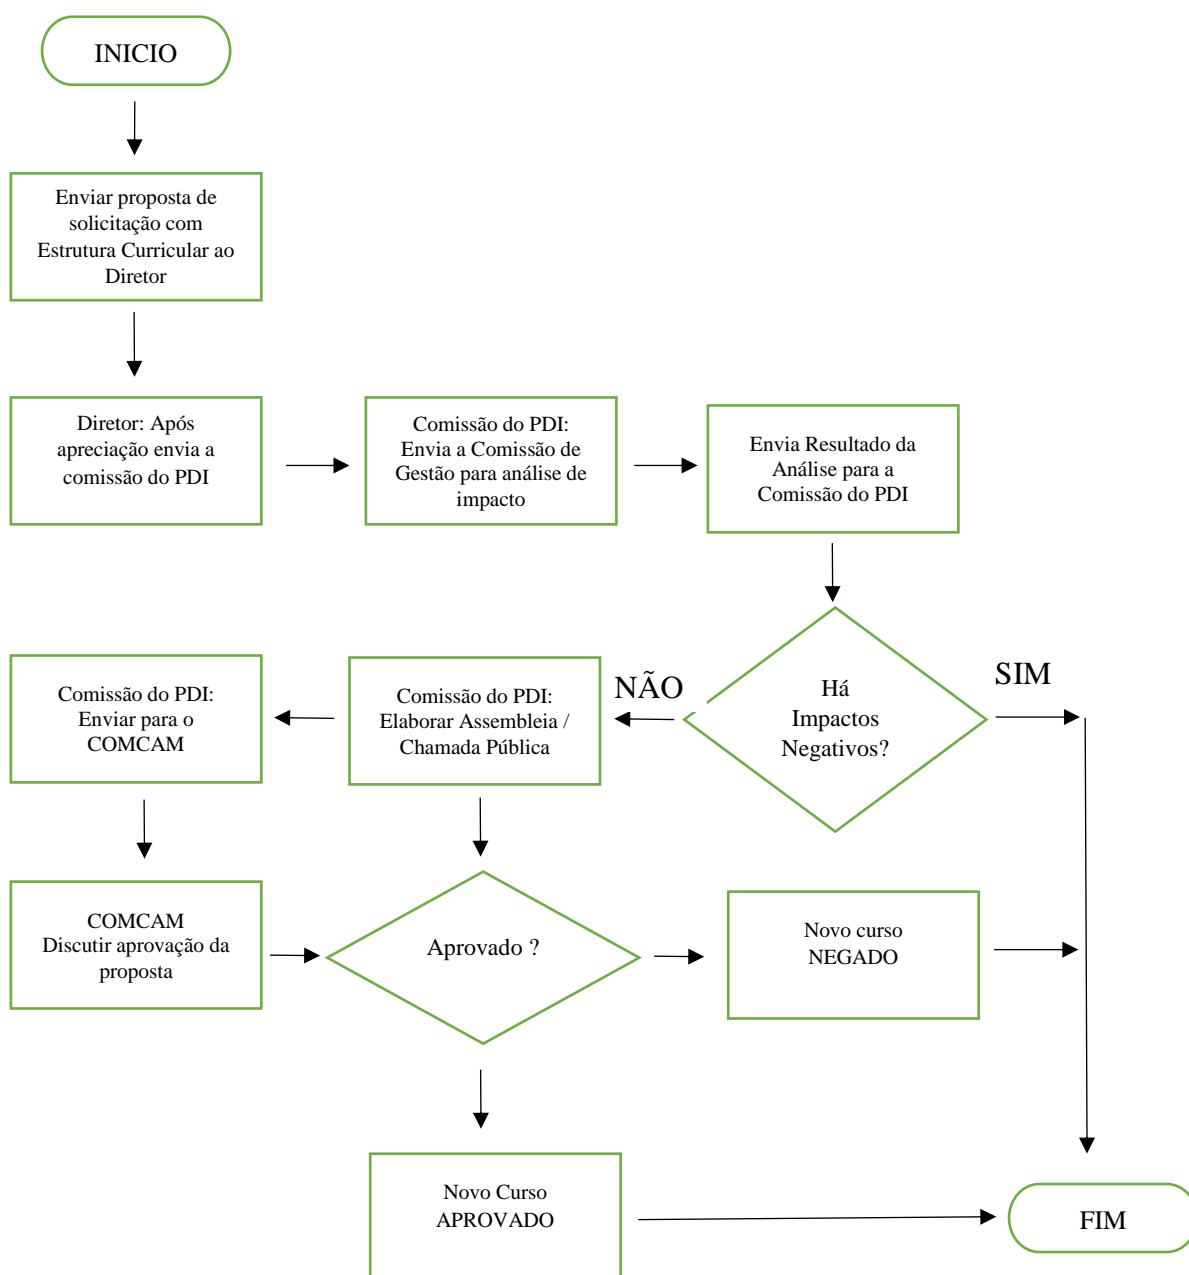 INICIO
Enviar proposta de
solicitação com
Estrutura Curricular ao
Diretor
Diretor: Após
apreciação envia a
comissão do PDI
Comissão do PDI:
Envia a Comissão de
Gestão para análise de
impacto
Envia Resultado da
Análise para a
Comissão do PDI
Há
Impactos
Negativos?
SIM
NÃO
Comissão do PDI:
Elaborar Assembleia /
Chamada Pública
Comissão do PDI:
Enviar para o
COMCAM
COMCAM
Discutir aprovação da
proposta
Aprovado ?
Novo curso
NEGADO
Novo Curso
APROVADO
FIM